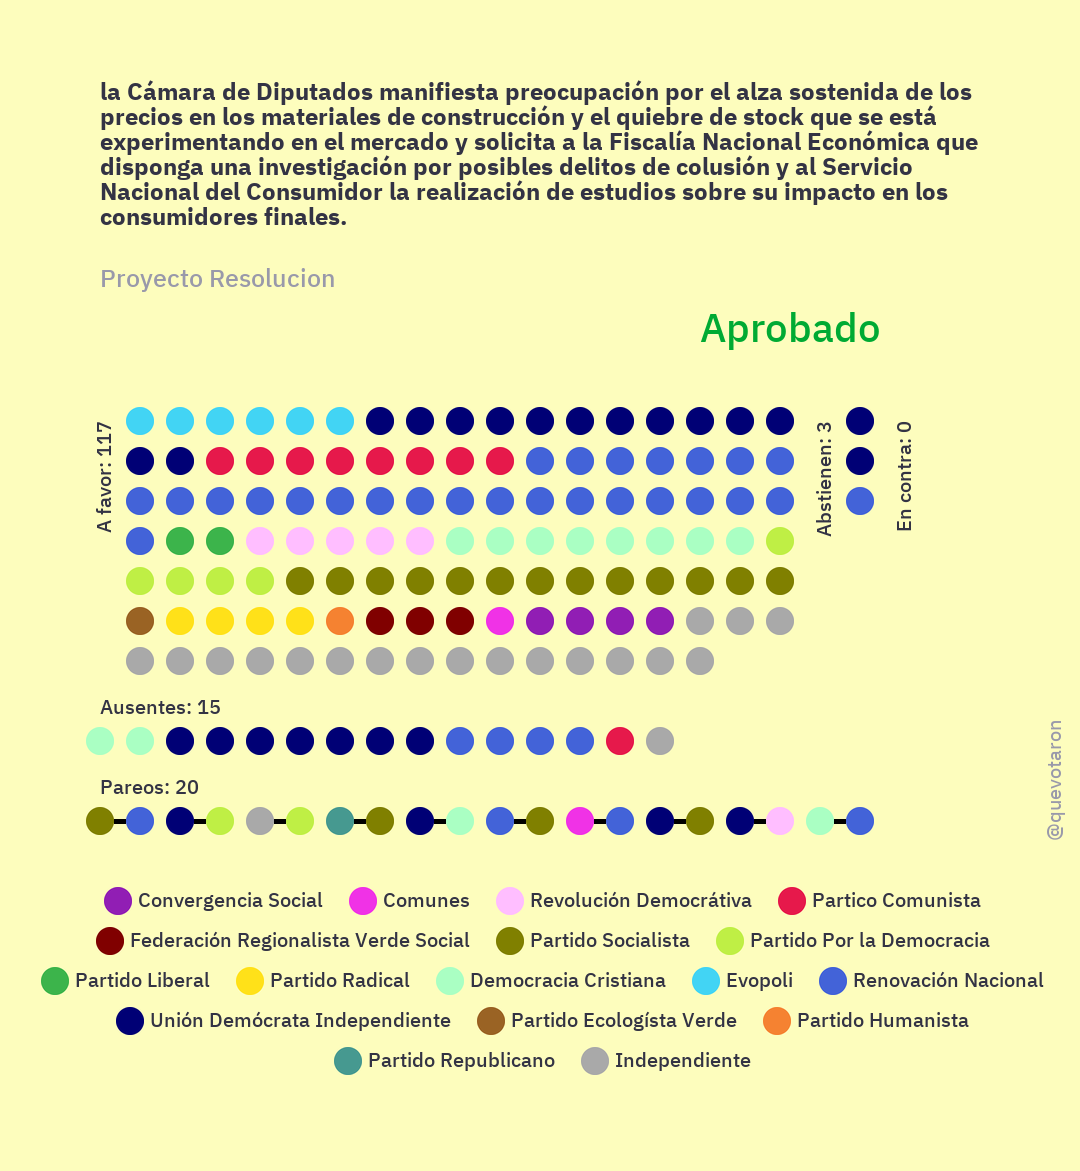 la Cámara de Diputados manifiesta preocupación por el alza sostenida de los
precios en los materiales de construcción y el quiebre de stock que se está
experimentando en el mercado y solicita a la Fiscalía Nacional Económica que
disponga una investigación por posibles delitos de colusión y al Servicio
Nacional del Consumidor la realización de estudios sobre su impacto en los
consumidores finales.
Proyecto Resolucion
Aprobado
A favor: 117
Abstienen: 3
En contra: 0
Ausentes: 15
Pareos: 20
@quevotaron
Convergencia Social
Comunes
Revolución Democrátiva
Partico Comunista
Federación Regionalista Verde Social
Partido Socialista
Partido Por la Democracia
Partido Liberal
Partido Radical
Democracia Cristiana
Evopoli
Renovación Nacional
Unión Demócrata Independiente
Partido Ecologísta Verde
Partido Humanista
Partido Republicano
Independiente